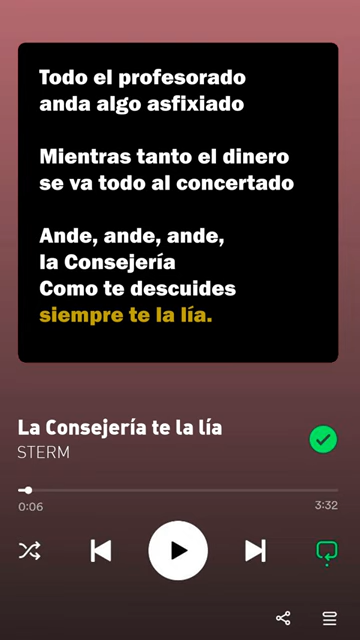 Todo el profesorado
anda algo asfixiado
Mientras tanto el dinero
se va todo al concertado
Ande, ande, ande,
la Consejería
Como te descuides
siempre te la lía.
La Consejería te la lía
STERM
0:06
3:32